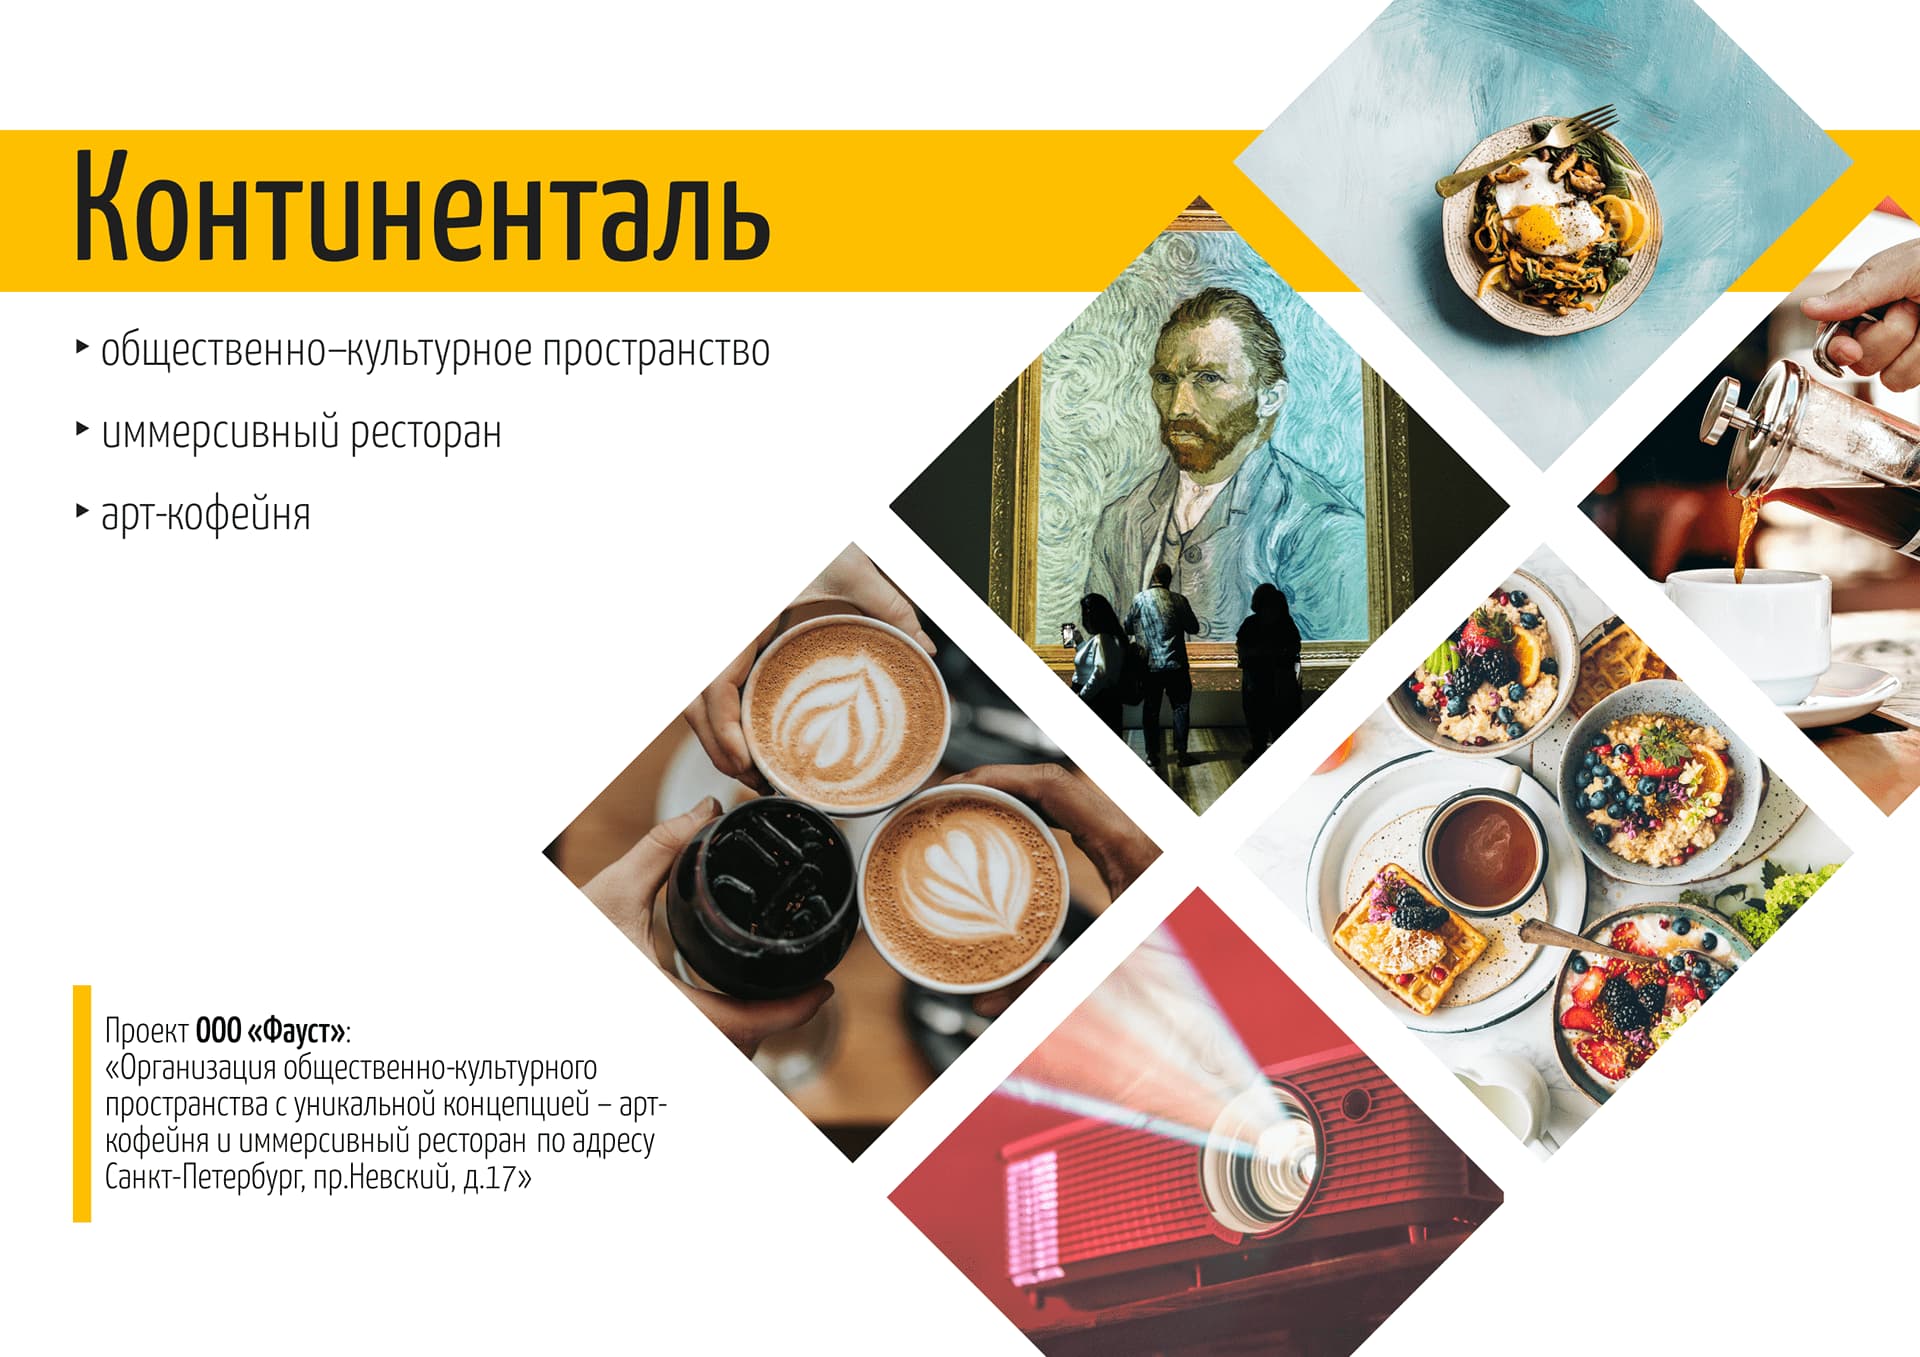 Континенталь
‣ общественно–культурное пространство
‣ иммерсивный ресторан
‣ арт-кофейня
Проект ООО «Фауст»:
«Организация общественно-культурного
пространства с уникальной концепцией – арт-
кофейня и иммерсивный ресторан по адресу
Санкт-Петербург, пр.Невский, д.17»